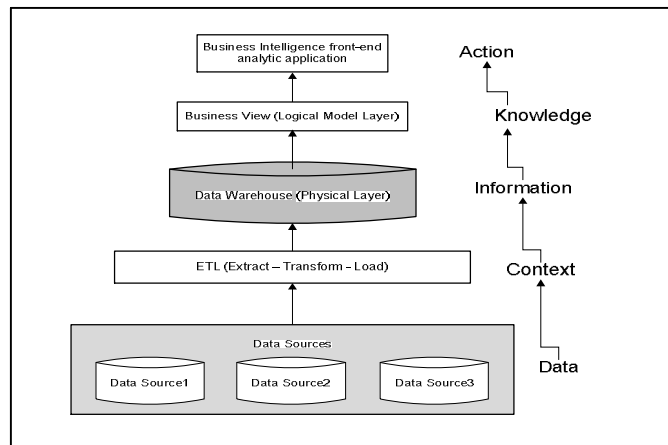 Business Intelligence front-end
analytic application
Action
Business View (Logical Model Layer)
Knowledge
Data Warehouse (Physical Layer)
Information
ETL (Extract – Transform - Load)
Context
Data Sources
Data Source1
Data Source2
Data Source3
Data